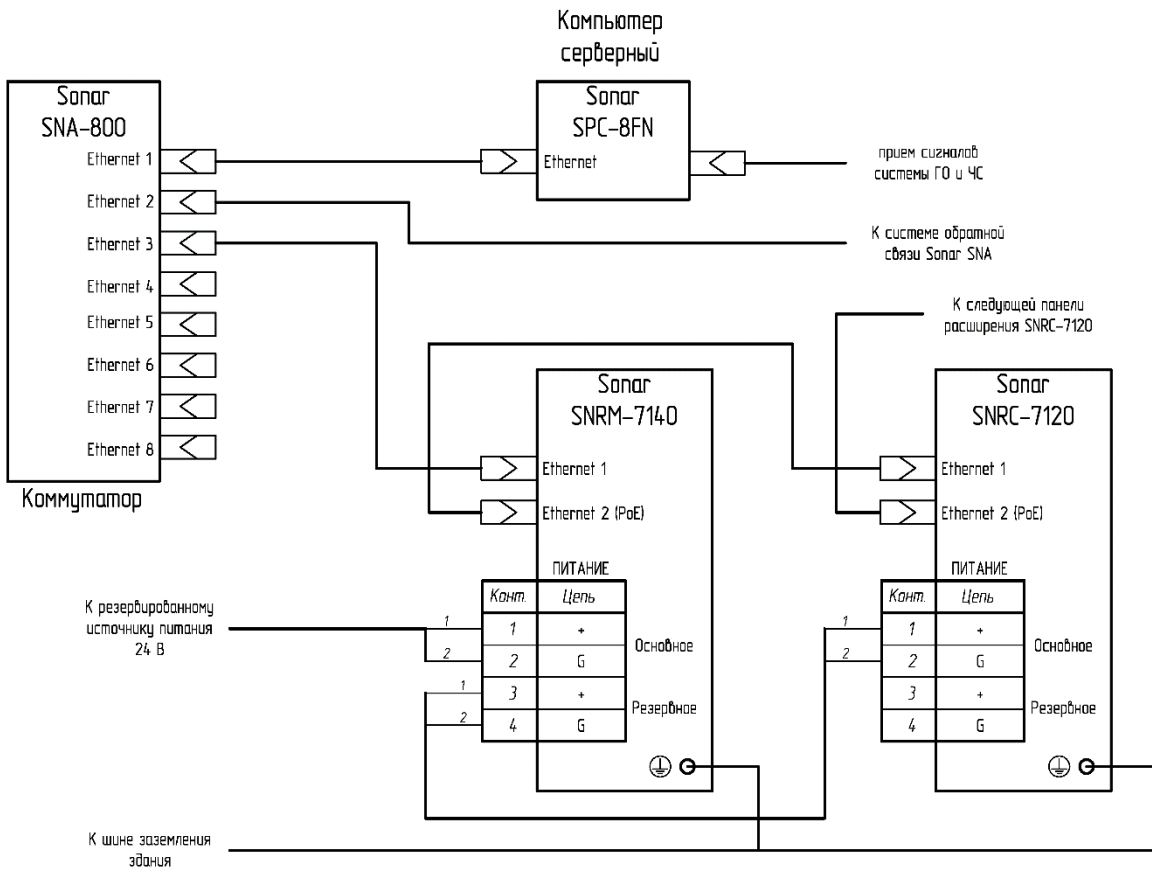 Компьютер
серверный
Sonar
SNA-800
Ethernet 1
Ethernet 2
Ethernet 3
Ethernet 4
Ethernet 5
Ethernet 6
Ethernet 7
Ethernet 8
Коммутатор
Sonar
SPC-8FN
Ethernet
прием сигналов
системы ГО и ЧС
К системе обратной
связи Sonar SNA
К следующей панели
расширения SNRC-7120
Sonar
SNRM-7140
Ethernet 1
Ethernet 2 (PoE)
ПИТАНИЕ
Конт. Цепь
1 1 +
2 2 G
Основное
1 3 +
2 4 G
Резервное
Sonar
SNRC-7120
Ethernet 1
Ethernet 2 (PoE)
ПИТАНИЕ
Конт. Цепь
1 1 +
2 2 G
Основное
3 +
4 G
Резервное
К резервированному
источнику питания
24 В
К шине заземления
здания